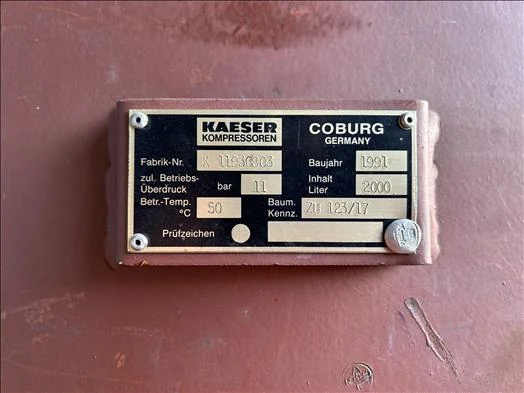 KAESER COBURG
KOMPRESSOREN GERMANY
Fabrik-Nr. Baujahr 1991
zul. Betriebs- Inhalt
Überdruck bar 11 Liter 2000
Betr.-Temp. 50 Baum. ZU 123/17
°C Kennz.
Prüfzeichen